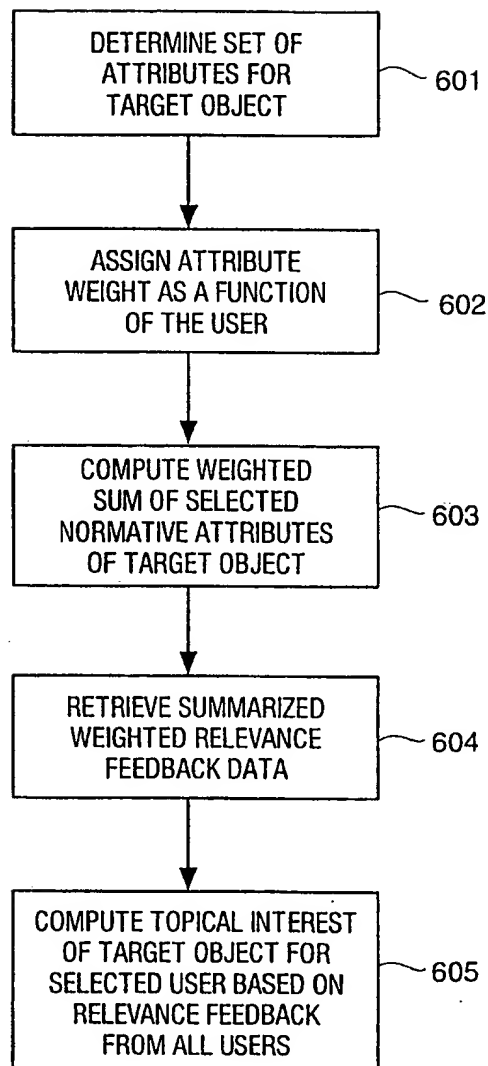 DETERMINE SET OF
ATTRIBUTES FOR
TARGET OBJECT
601
ASSIGN ATTRIBUTE
WEIGHT AS A FUNCTION
OF THE USER
602
COMPUTE WEIGHTED
SUM OF SELECTED
NORMATIVE ATTRIBUTES
OF TARGET OBJECT
603
RETRIEVE SUMMARIZED
WEIGHTED RELEVANCE
FEEDBACK DATA
604
COMPUTE TOPICAL INTEREST
OF TARGET OBJECT FOR
SELECTED USER BASED ON
RELEVANCE FEEDBACK
FROM ALL USERS
605